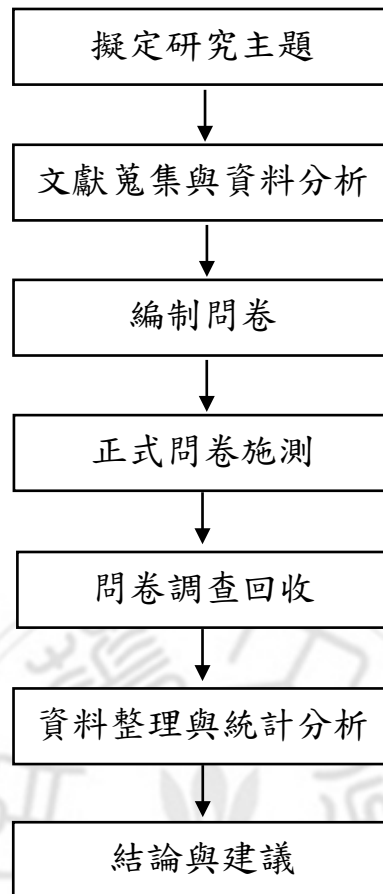 擬定研究主題
文獻蒐集與資料分析
編制問卷
正式問卷施測
問卷調查回收
資料整理與統計分析
結論與建議